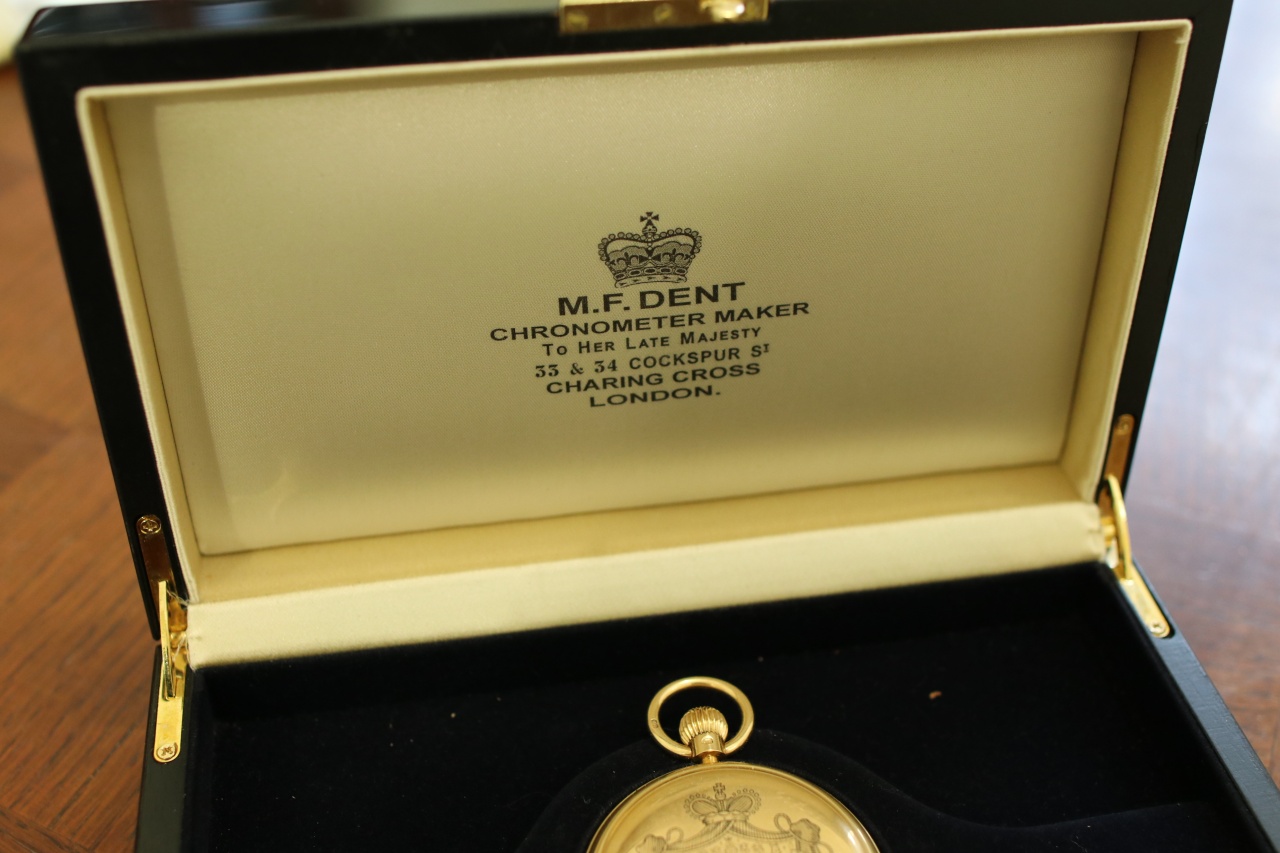 M.F. DENT
CHRONOMETER MAKER
To Her Late Majesty
33 & 34 COCKSPUR ST
CHARING CROSS
LONDON.